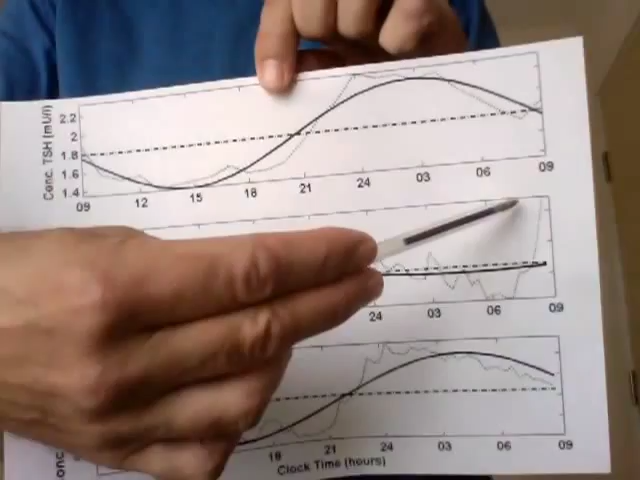 Conc. TSH (mU/l)
2.2
2
1.8
1.6
1.4
09 12 15 18 21 24 03 06 09
24 03 06 09
18 21 24 03 06 09
Clock Time (hours)
onc.